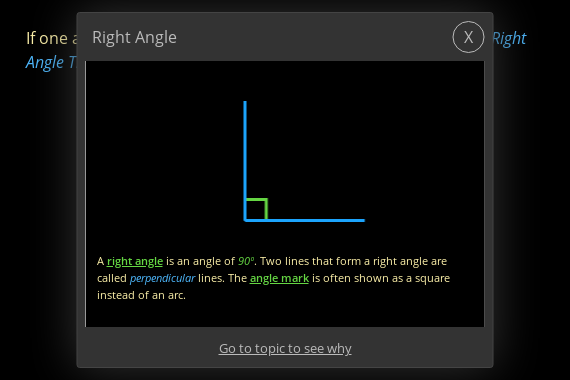 Right Angle X
If one Right
Angle
A right angle is an angle of 90°. Two lines that form a right angle are
called perpendicular lines. The angle mark is often shown as a square
instead of an arc.
Go to topic to see why